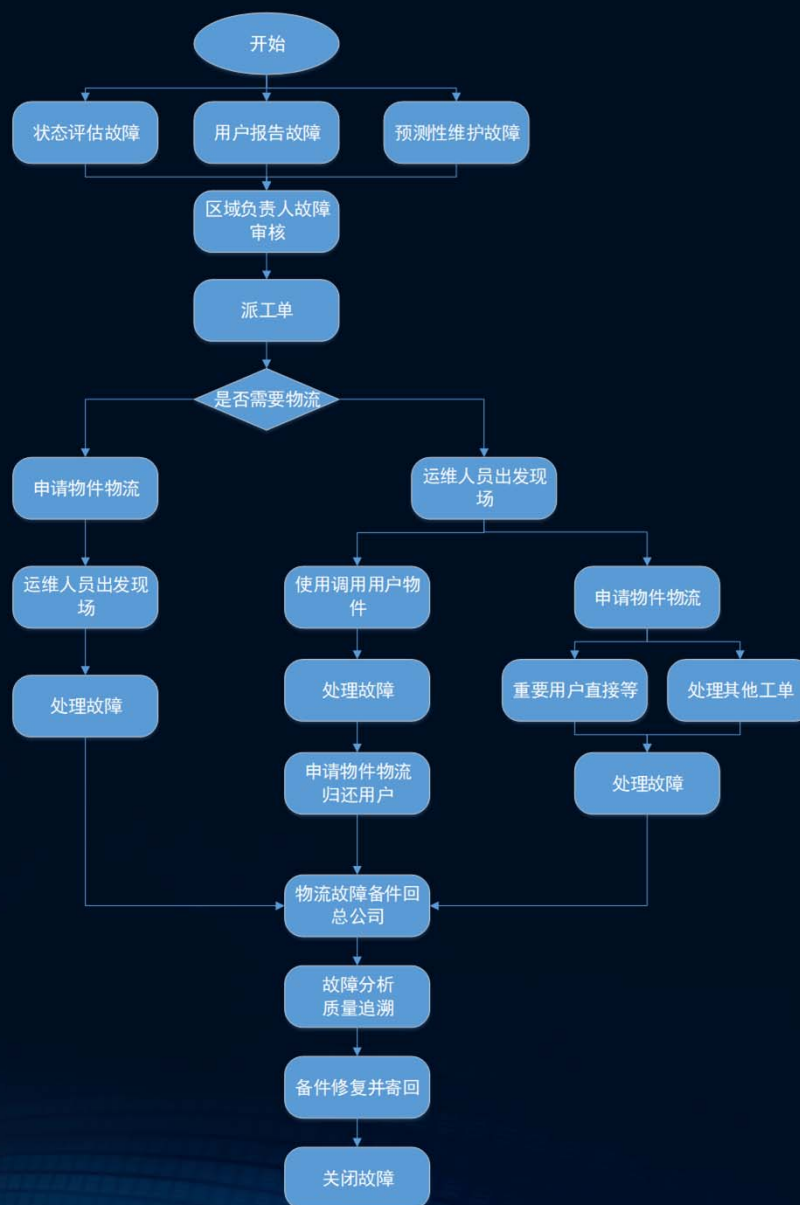 开始
状态评估故障
用户报告故障
预测性维护故障
区域负责人故障
审核
派工单
是否需要物流
申请物件物流
运维人员出发现
场
运维人员出发现
场
使用调用用户物
件
申请物件物流
处理故障
处理故障
重要用户直接等
处理其他工单
申请物件物流
归还用户
处理故障
物流故障备件回
总公司
故障分析
质量追溯
备件修复并寄回
关闭故障